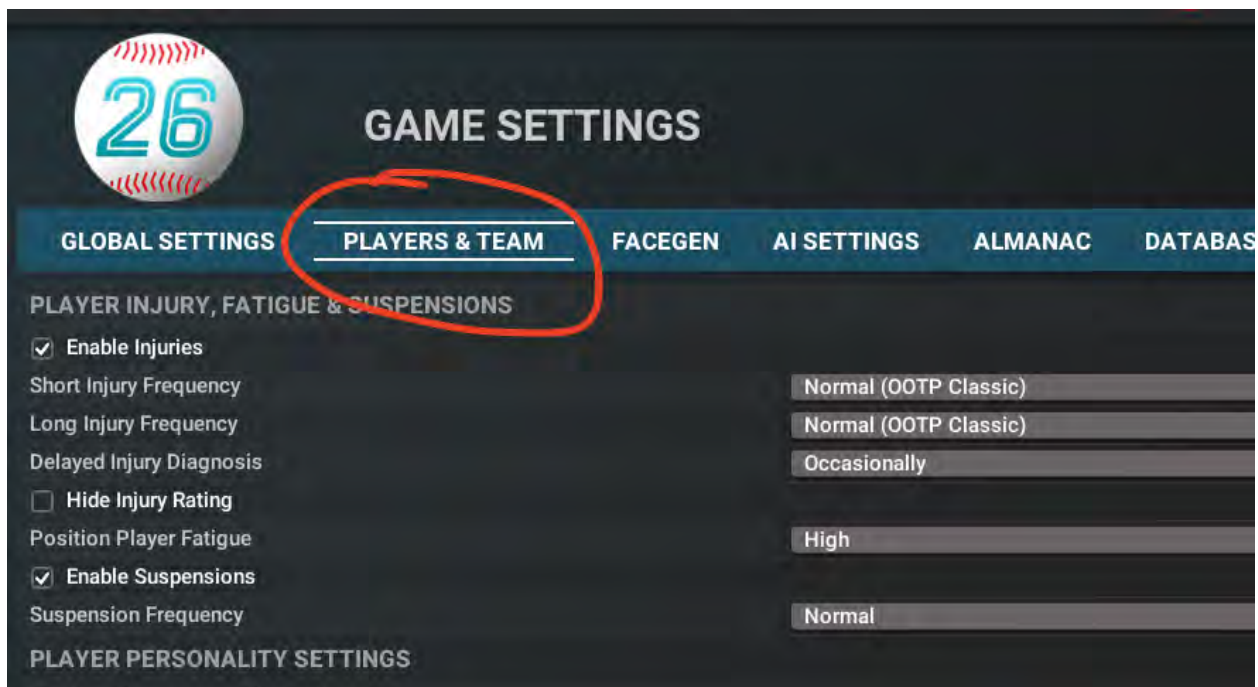 26
GAME SETTINGS
GLOBAL SETTINGS PLAYERS & TEAM FACEGEN AI SETTINGS ALMANAC DATABAS
PLAYER INJURY, FATIGUE & SUSPENSIONS
Enable Injuries
Short Injury Frequency Normal (OOTP Classic)
Long Injury Frequency Normal (OOTP Classic)
Delayed Injury Diagnosis Occasionally
Hide Injury Rating
Position Player Fatigue High
Enable Suspensions
Suspension Frequency Normal
PLAYER PERSONALITY SETTINGS